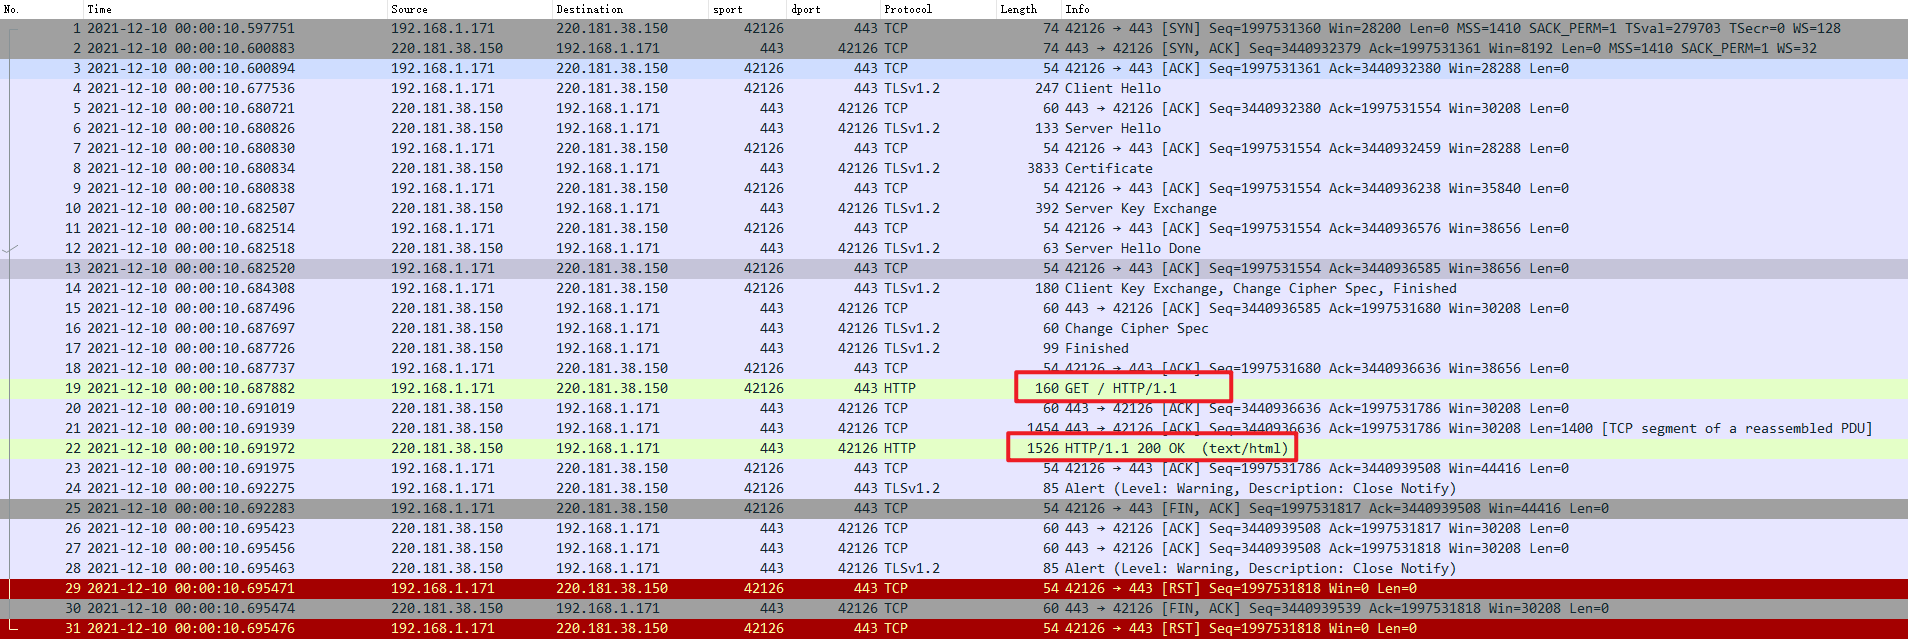 No. Time Source Destination sport dport Protocol Length Info
1 2021-12-10 00:00:10.597751 192.168.1.171 220.181.38.150 42126 443 TCP 74 42126 → 443 [SYN] Seq=1997531360 Win=28200 Len=0 MSS=1410 SACK_PERM=1 TSval=279703 TSecr=0 WS=128
2 2021-12-10 00:00:10.600883 220.181.38.150 192.168.1.171 443 42126 TCP 74 443 → 42126 [SYN, ACK] Seq=3440932379 Ack=1997531361 Win=8192 Len=0 MSS=1410 SACK_PERM=1 WS=32
3 2021-12-10 00:00:10.600894 192.168.1.171 220.181.38.150 42126 443 TCP 54 42126 → 443 [ACK] Seq=1997531361 Ack=3440932380 Win=28288 Len=0
4 2021-12-10 00:00:10.677536 192.168.1.171 220.181.38.150 42126 443 TLSv1.2 247 Client Hello
5 2021-12-10 00:00:10.680721 220.181.38.150 192.168.1.171 443 42126 TCP 60 443 → 42126 [ACK] Seq=3440932380 Ack=1997531554 Win=30208 Len=0
6 2021-12-10 00:00:10.680826 220.181.38.150 192.168.1.171 443 42126 TLSv1.2 133 Server Hello
7 2021-12-10 00:00:10.680830 192.168.1.171 220.181.38.150 42126 443 TCP 54 42126 → 443 [ACK] Seq=1997531554 Ack=3440932459 Win=28288 Len=0
8 2021-12-10 00:00:10.680834 220.181.38.150 192.168.1.171 443 42126 TLSv1.2 3833 Certificate
9 2021-12-10 00:00:10.680838 192.168.1.171 220.181.38.150 42126 443 TCP 54 42126 → 443 [ACK] Seq=1997531554 Ack=3440936238 Win=35840 Len=0
10 2021-12-10 00:00:10.682507 220.181.38.150 192.168.1.171 443 42126 TLSv1.2 392 Server Key Exchange
11 2021-12-10 00:00:10.682514 192.168.1.171 220.181.38.150 42126 443 TCP 54 42126 → 443 [ACK] Seq=1997531554 Ack=3440936576 Win=38656 Len=0
12 2021-12-10 00:00:10.682518 220.181.38.150 192.168.1.171 443 42126 TLSv1.2 63 Server Hello Done
13 2021-12-10 00:00:10.682520 192.168.1.171 220.181.38.150 42126 443 TCP 54 42126 → 443 [ACK] Seq=1997531554 Ack=3440936585 Win=38656 Len=0
14 2021-12-10 00:00:10.684308 192.168.1.171 220.181.38.150 42126 443 TLSv1.2 180 Client Key Exchange, Change Cipher Spec, Finished
15 2021-12-10 00:00:10.687496 220.181.38.150 192.168.1.171 443 42126 TCP 60 443 → 42126 [ACK] Seq=3440936585 Ack=1997531680 Win=30208 Len=0
16 2021-12-10 00:00:10.687697 220.181.38.150 192.168.1.171 443 42126 TLSv1.2 60 Change Cipher Spec
17 2021-12-10 00:00:10.687726 220.181.38.150 192.168.1.171 443 42126 TLSv1.2 99 Finished
18 2021-12-10 00:00:10.687737 192.168.1.171 220.181.38.150 42126 443 TCP 54 42126 → 443 [ACK] Seq=1997531680 Ack=3440936636 Win=38656 Len=0
19 2021-12-10 00:00:10.687882 192.168.1.171 220.181.38.150 42126 443 HTTP 160 GET / HTTP/1.1
20 2021-12-10 00:00:10.691019 220.181.38.150 192.168.1.171 443 42126 TCP 60 443 → 42126 [ACK] Seq=3440936636 Ack=1997531786 Win=30208 Len=0
21 2021-12-10 00:00:10.691939 220.181.38.150 192.168.1.171 443 42126 TCP 1454 443 → 42126 [ACK] Seq=3440936636 Ack=1997531786 Win=30208 Len=1400 [TCP segment of a reassembled PDU]
22 2021-12-10 00:00:10.691972 220.181.38.150 192.168.1.171 443 42126 HTTP 1526 HTTP/1.1 200 OK (text/html)
23 2021-12-10 00:00:10.691975 192.168.1.171 220.181.38.150 42126 443 TCP 54 42126 → 443 [ACK] Seq=1997531786 Ack=3440939508 Win=44416 Len=0
24 2021-12-10 00:00:10.692275 192.168.1.171 220.181.38.150 42126 443 TLSv1.2 85 Alert (Level: Warning, Description: Close Notify)
25 2021-12-10 00:00:10.692283 192.168.1.171 220.181.38.150 42126 443 TCP 54 42126 → 443 [FIN, ACK] Seq=1997531817 Ack=3440939508 Win=44416 Len=0
26 2021-12-10 00:00:10.695423 220.181.38.150 192.168.1.171 443 42126 TCP 60 443 → 42126 [ACK] Seq=3440939508 Ack=1997531817 Win=30208 Len=0
27 2021-12-10 00:00:10.695456 220.181.38.150 192.168.1.171 443 42126 TCP 60 443 → 42126 [ACK] Seq=3440939508 Ack=1997531818 Win=30208 Len=0
28 2021-12-10 00:00:10.695463 220.181.38.150 192.168.1.171 443 42126 TLSv1.2 85 Alert (Level: Warning, Description: Close Notify)
29 2021-12-10 00:00:10.695471 192.168.1.171 220.181.38.150 42126 443 TCP 54 42126 → 443 [RST] Seq=1997531818 Win=0 Len=0
30 2021-12-10 00:00:10.695474 220.181.38.150 192.168.1.171 443 42126 TCP 60 443 → 42126 [FIN, ACK] Seq=3440939539 Ack=1997531818 Win=30208 Len=0
31 2021-12-10 00:00:10.695476 192.168.1.171 220.181.38.150 42126 443 TCP 54 42126 → 443 [RST] Seq=1997531818 Win=0 Len=0